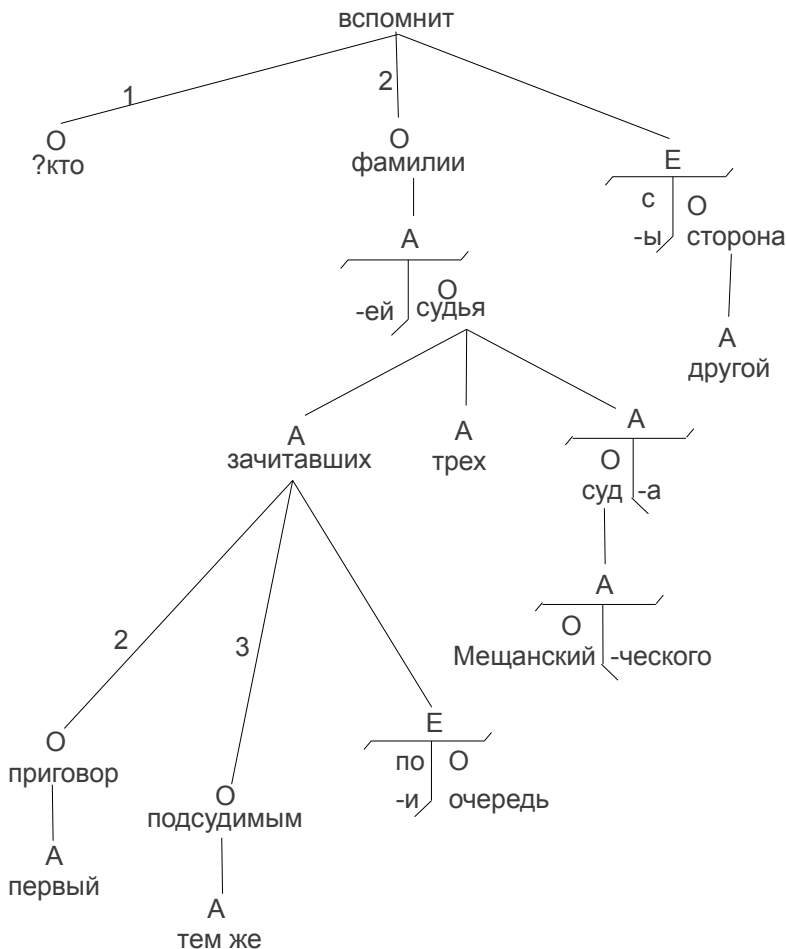 вспомнит
1
2
О
?кто
О
фамилии
Е
с О
-ы сторона
А
О
-ей судья
А
другой
А
зачитавших
А
трех
А
О
суд -а
А
О
Мещанский -ческого
2
3
О
приговор
О
подсудимым
Е
по О
-и очередь
А
первый
А
тем же